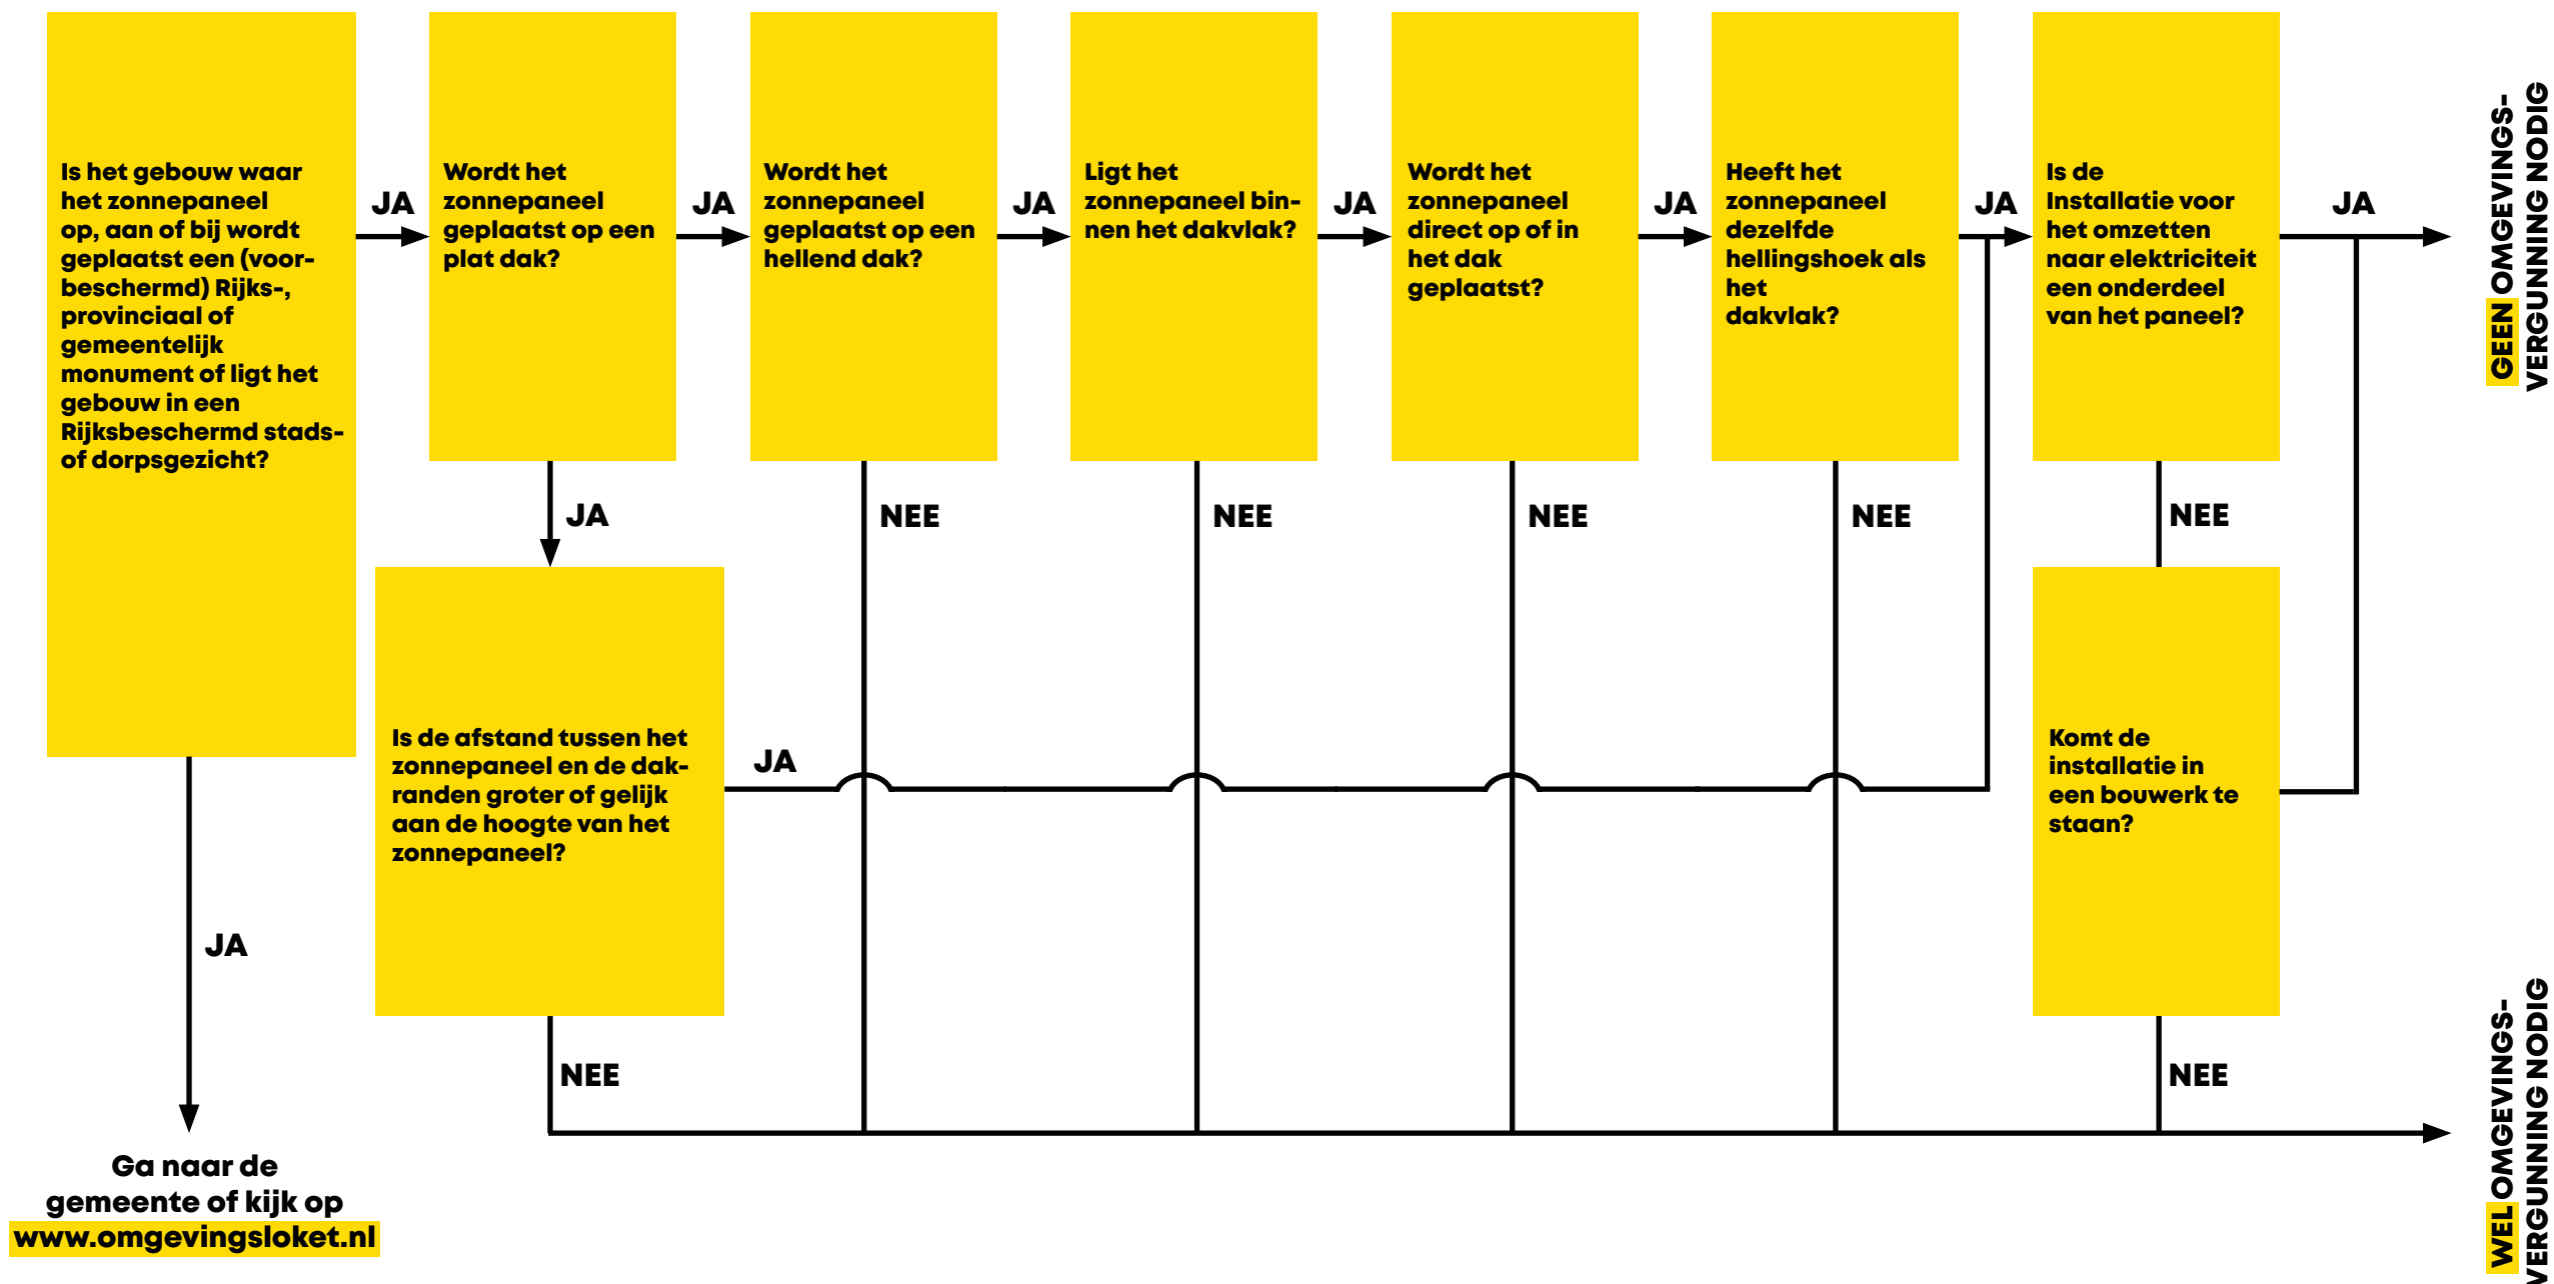 Is het gebouw waar
het zonnepaneel
op, aan of bij wordt
geplaatst een (voor-
beschermd) Rijks-,
provinciaal of
gemeentelijk
monument of ligt het
gebouw in een
Rijksbeschermd stads-
of dorpsgezicht?
JA
Wordt het
zonnepaneel
geplaatst op een
plat dak?
JA
Wordt het
zonnepaneel
geplaatst op een
hellend dak?
JA
Ligt het
zonnepaneel bin-
nen het dakvlak?
JA
Wordt het
zonnepaneel
direct op of in
het dak
geplaatst?
JA
Heeft het
zonnepaneel
dezelfde
hellingshoek als
het
dakvlak?
JA
Is de
Installatie voor
het omzetten
naar elektriciteit
een onderdeel
van het paneel?
JA
GEEN OMGEVINGS-
VERGUNNING NODIG
JA
NEE
NEE
NEE
NEE
NEE
Is de afstand tussen het
zonnepaneel en de dak-
randen groter of gelijk
aan de hoogte van het
zonnepaneel?
JA
Komt de
installatie in
een bouwerk te
staan?
JA
NEE
NEE
WEL OMGEVINGS-
VERGUNNING NODIG
Ga naar de
gemeente of kijk op
www.omgevingsloket.nl